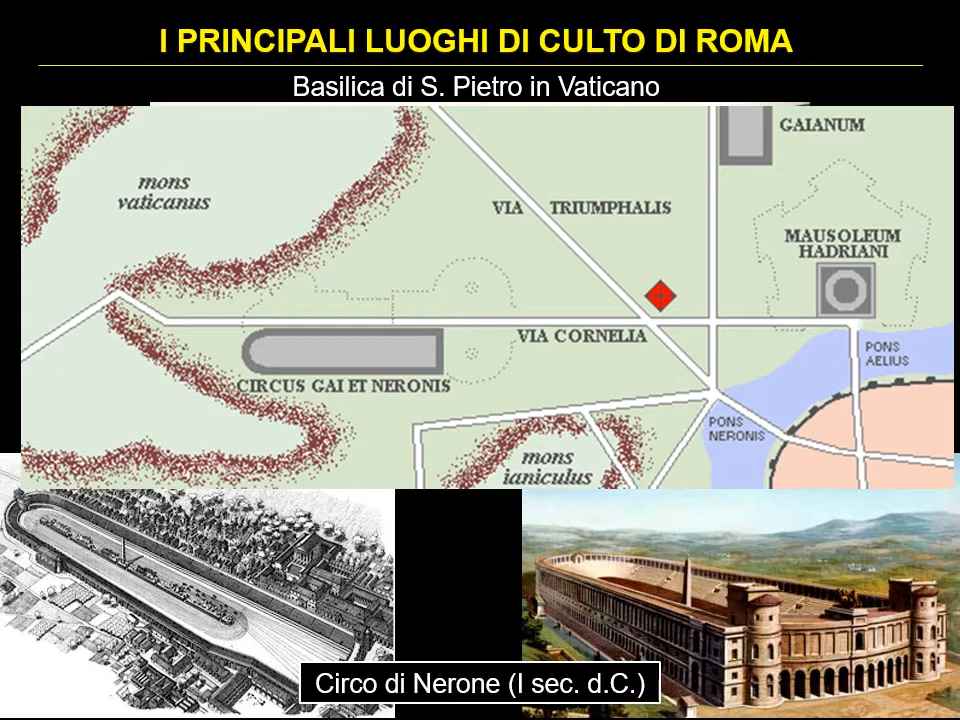 I PRINCIPALI LUOGHI DI CULTO DI ROMA
Basilica di S. Pietro in Vaticano
GAIANUM
mons
vaticanus
VIA TRIUMPHALIS
MAUSOLEUM
HADRIANI
VIA CORNELIA
PONS
AELIUS
CIRCUS GAI ET NERONIS
PONS
NERONIS
mons
ianiculus
Circo di Nerone (I sec. d.C.)